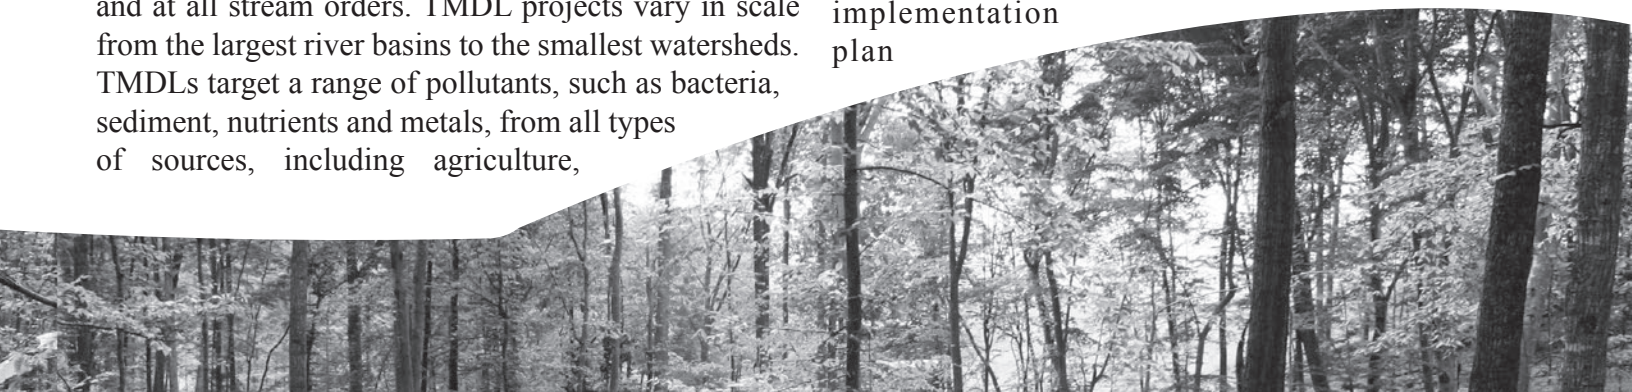 and at all stream orders. TMDL projects vary in scale
from the largest river basins to the smallest watersheds.
TMDLs target a range of pollutants, such as bacteria,
sediment, nutrients and metals, from all types
of sources, including agriculture,
implementation
plan